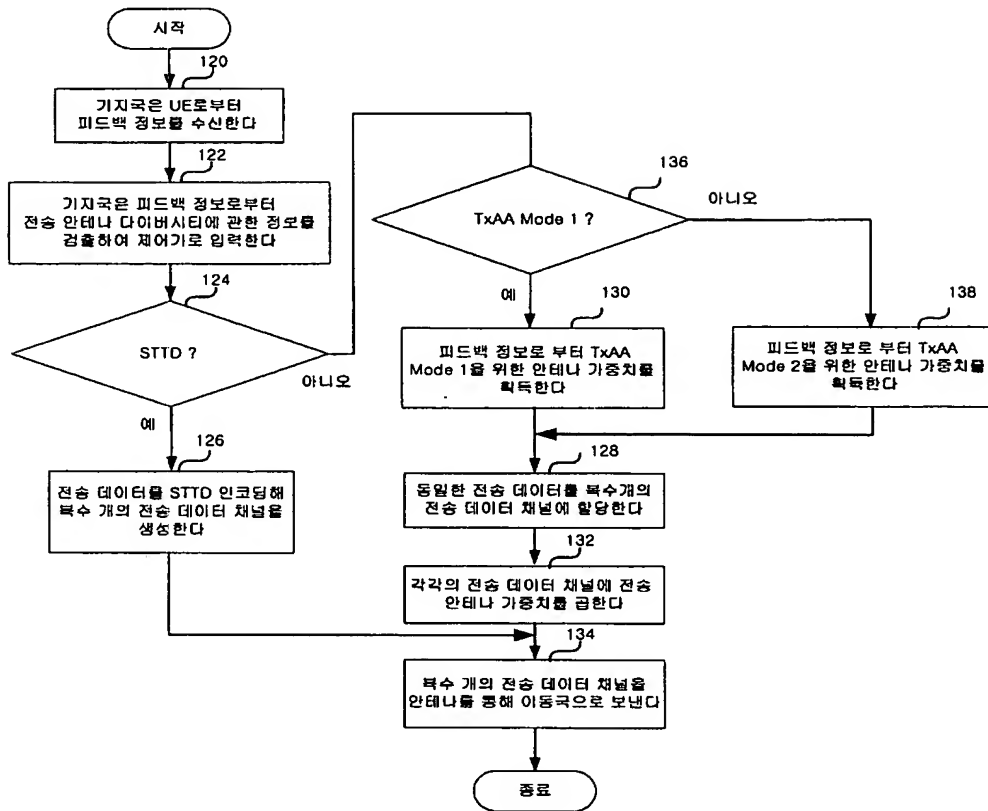 시작
120
기지국은 UE로부터
피드백 정보를 수신한다
122
기지국은 피드백 정보로부터
전송 안테나 다이버시티에 관한 정보를
검출하여 제어기로 입력한다
124
STTD ?
아니오
예
126
전송 데이터를 STTD 인코딩해
복수 개의 전송 데이터 채널을
생성한다
136
TxAA Mode 1 ?
아니오
예
130
피드백 정보로 부터 TxAA
Mode 1을 위한 안테나 가중치를
획득한다
138
피드백 정보로 부터 TxAA
Mode 2을 위한 안테나 가중치를
획득한다
128
동일한 전송 데이터를 복수개의
전송 데이터 채널에 할당한다
132
각각의 전송 데이터 채널에 전송
안테나 가중치를 곱한다
134
복수 개의 전송 데이터 채널을
안테나를 통해 이동국으로 보낸다
종료